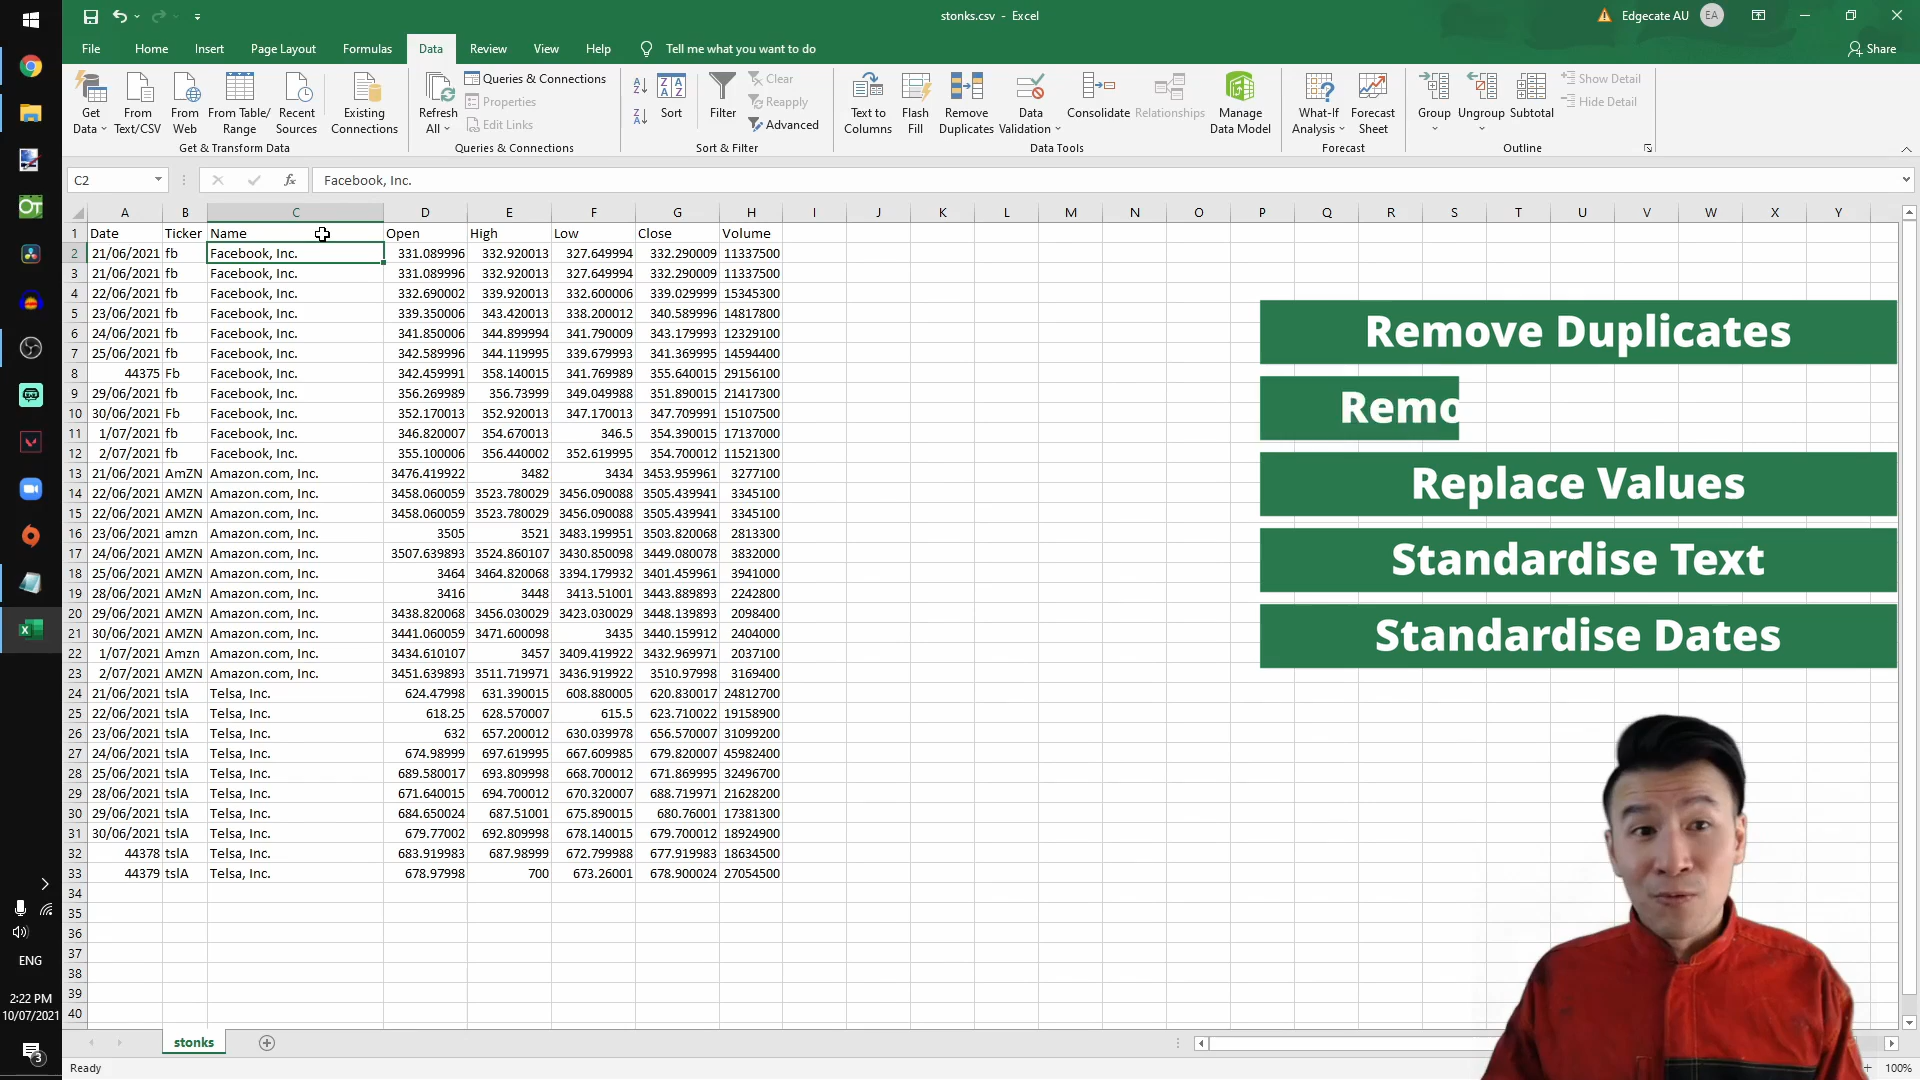 stonks.csv - Excel
Edgecate AU EA
File Home Insert Page Layout Formulas Data Review View Help Tell me what you want to do Share
Get Data From Text/CSV From Web From Table/ Range Recent Sources Existing Connections
Get & Transform Data
Refresh All Queries & Connections Properties Edit Links
Queries & Connections
Sort Filter Clear Reapply Advanced
Sort & Filter
Text to Columns Flash Fill Remove Duplicates Data Validation Consolidate Relationships Manage Data Model
Data Tools
What-If Analysis Forecast Sheet
Forecast
Group Ungroup Subtotal Show Detail Hide Detail
Outline
C2 fx Facebook, Inc.
A B C D E F G H I J K L M N O P Q R S T U V W X Y
1 Date Ticker Name Open High Low Close Volume
2 21/06/2021 fb Facebook, Inc. 331.089996 332.920013 327.649994 332.290009 11337500
3 21/06/2021 fb Facebook, Inc. 331.089996 332.920013 327.649994 332.290009 11337500
4 22/06/2021 fb Facebook, Inc. 332.690002 339.920013 332.600006 339.029999 15345300
5 23/06/2021 fb Facebook, Inc. 339.350006 343.420013 338.200012 340.589996 14817800
6 24/06/2021 fb Facebook, Inc. 341.850006 344.899994 341.790009 343.179993 12329100
7 25/06/2021 fb Facebook, Inc. 342.589996 344.119995 339.679993 341.369995 14594400
8 44375 Fb Facebook, Inc. 342.459991 358.140015 341.769989 355.640015 29156100
9 29/06/2021 fb Facebook, Inc. 356.269989 356.73999 349.049988 351.890015 21417300
10 30/06/2021 Fb Facebook, Inc. 352.170013 352.920013 347.170013 347.709991 15107500
11 1/07/2021 fb Facebook, Inc. 346.820007 354.670013 346.5 354.390015 17137000
12 2/07/2021 fb Facebook, Inc. 355.100006 356.440002 352.619995 354.700012 11521300
13 21/06/2021 AmZN Amazon.com, Inc. 3476.419922 3482 3434 3453.959961 3277100
14 22/06/2021 AMZN Amazon.com, Inc. 3458.060059 3523.780029 3456.090088 3505.439941 3345100
15 22/06/2021 AMZN Amazon.com, Inc. 3458.060059 3523.780029 3456.090088 3505.439941 3345100
16 23/06/2021 amzn Amazon.com, Inc. 3505 3521 3483.199951 3503.820068 2813300
17 24/06/2021 AMZN Amazon.com, Inc. 3507.639893 3524.860107 3430.850098 3449.080078 3832000
18 25/06/2021 AMZN Amazon.com, Inc. 3464 3464.820068 3394.179932 3401.459961 3941000
19 28/06/2021 AMzN Amazon.com, Inc. 3416 3448 3413.51001 3443.889893 2242800
20 29/06/2021 AMZN Amazon.com, Inc. 3438.820068 3456.030029 3423.030029 3448.139893 2098400
21 30/06/2021 AMZN Amazon.com, Inc. 3441.060059 3471.600098 3435 3440.159912 2404000
22 1/07/2021 Amzn Amazon.com, Inc. 3434.610107 3457 3409.419922 3432.969971 2037100
23 2/07/2021 AMZN Amazon.com, Inc. 3451.639893 3511.719971 3436.919922 3510.97998 3169400
24 21/06/2021 tslA Telsa, Inc. 624.47998 631.390015 608.880005 620.830017 24812700
25 22/06/2021 tslA Telsa, Inc. 618.25 628.570007 615.5 623.710022 19158900
26 23/06/2021 tslA Telsa, Inc. 632 657.200012 630.039978 656.570007 31099200
27 24/06/2021 tslA Telsa, Inc. 674.98999 697.619995 667.609985 679.820007 45982400
28 25/06/2021 tslA Telsa, Inc. 689.580017 693.809998 668.700012 671.869995 32496700
29 28/06/2021 tslA Telsa, Inc. 671.640015 694.700012 670.320007 688.719971 21628200
30 29/06/2021 tslA Telsa, Inc. 684.650024 687.51001 675.890015 680.76001 17381300
31 30/06/2021 tslA Telsa, Inc. 679.77002 692.809998 678.140015 679.700012 18924900
32 44378 tslA Telsa, Inc. 683.919983 687.98999 672.799988 677.919983 18634500
33 44379 tslA Telsa, Inc. 678.97998 700 673.26001 678.900024 27054500
34
35
36
37
38
39
40
Remove Duplicates
Remo
Replace Values
Standardise Text
Standardise Dates
stonks
Ready
100%
OT
ENG
2:22 PM
10/07/2021
3